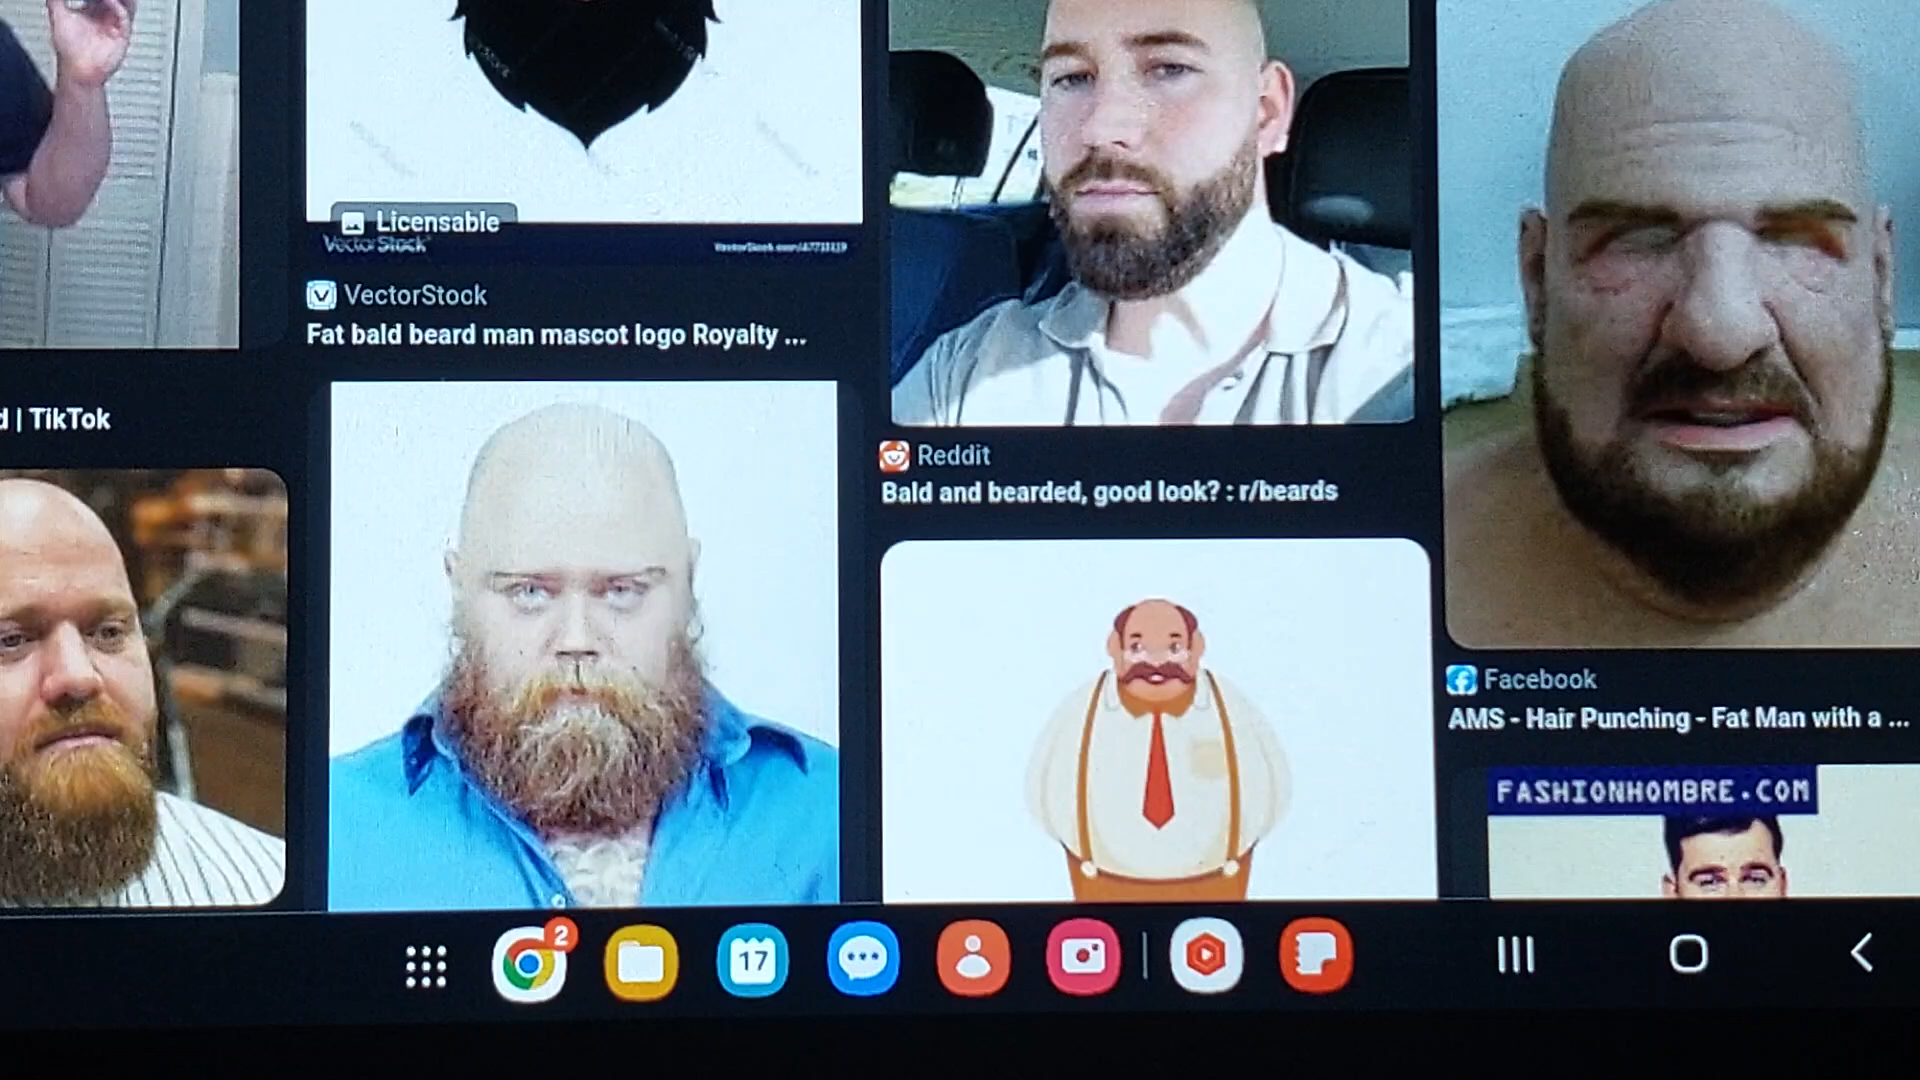 Licensable
VectorStock
VectorStock
Fat bald beard man mascot logo Royalty ...
d | TikTok
Reddit
Bald and bearded, good look? : r/beards
Facebook
AMS - Hair Punching - Fat Man with a ...
FASHIONHOMBRE.COM
2
17